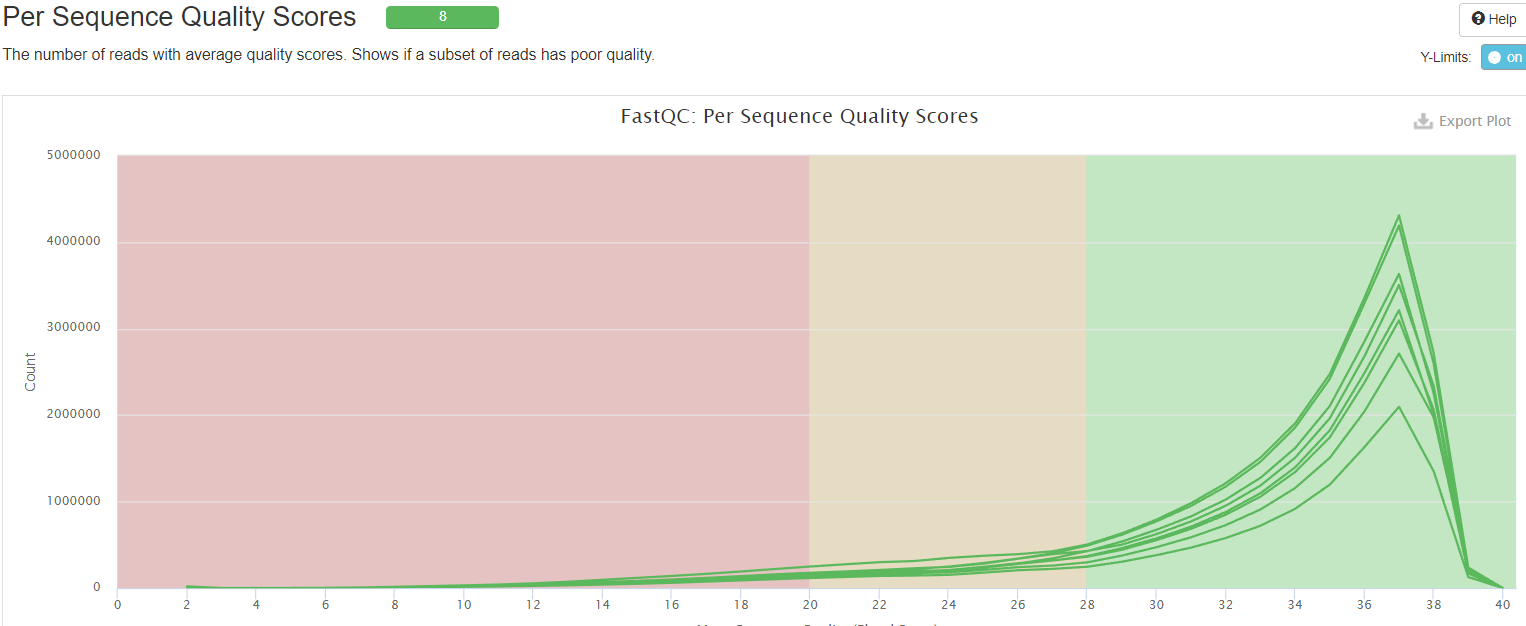 Per Sequence Quality Scores
8
Help
The number of reads with average quality scores. Shows if a subset of reads has poor quality.
Y-Limits:
on
FastQC: Per Sequence Quality Scores
Export Plot
5000000
4000000
3000000
2000000
1000000
0
Count
0 2 4 6 8 10 12 14 16 18 20 22 24 26 28 30 32 34 36 38 40